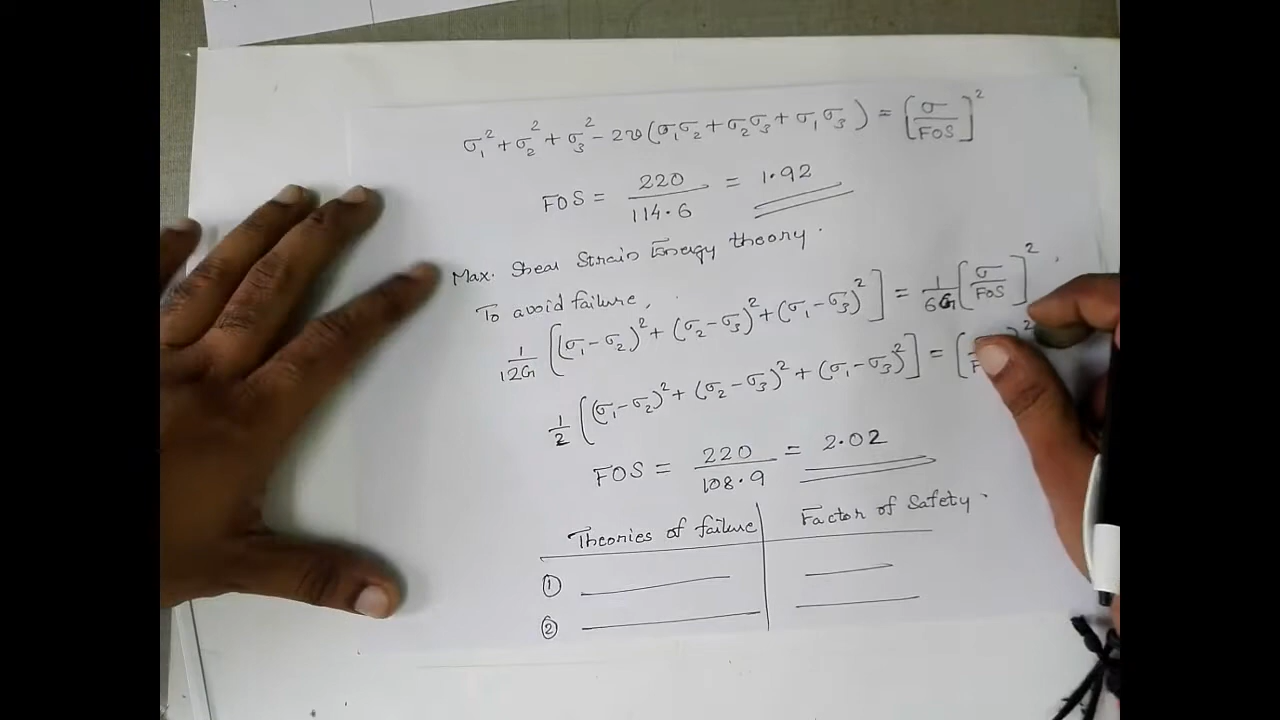 σ₁² + σ₂² + σ₃² − 2υ(σ₁σ₂ + σ₂σ₃ + σ₁σ₃) = [σ/FOS]²
FOS = 220/114.6 = 1.92
Max. Shear Strain Energy theory.
To avoid failure,
1/12G [(σ₁−σ₂)² + (σ₂−σ₃)² + (σ₁−σ₃)²] = 1/6G [σ/FOS]²
1/2 [(σ₁−σ₂)² + (σ₂−σ₃)² + (σ₁−σ₃)²] = [
FOS = 220/108.9 = 2.02
Theories of failure | Factor of Safety.
①
②